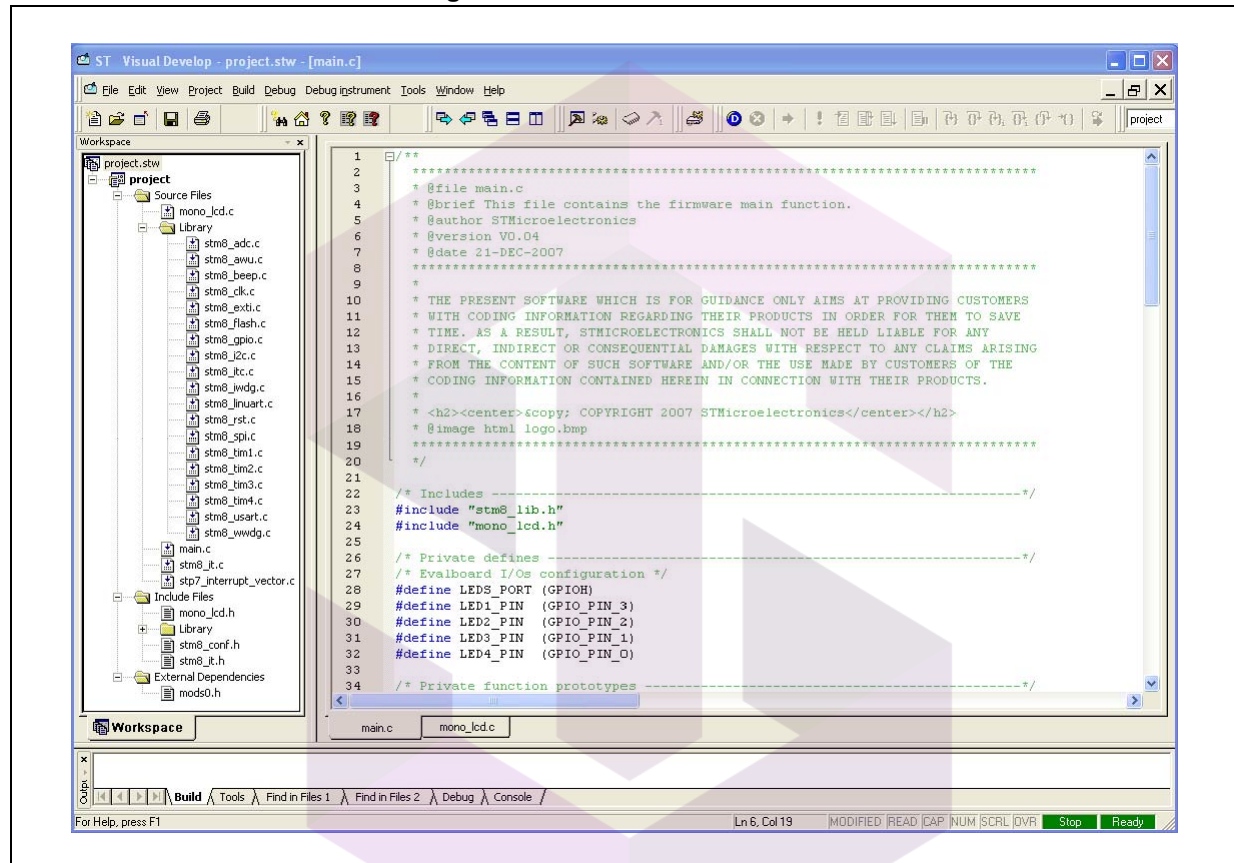 ST Visual Develop - project.stw - [main.c]
File Edit View Project Build Debug Debug instrument Tools Window Help
project
Workspace
project.stw
project
Source Files
mono_lcd.c
Library
stm8_adc.c
stm8_awu.c
stm8_beep.c
stm8_clk.c
stm8_exti.c
stm8_flash.c
stm8_gpio.c
stm8_i2c.c
stm8_itc.c
stm8_iwdg.c
stm8_linuart.c
stm8_rst.c
stm8_spi.c
stm8_tim1.c
stm8_tim2.c
stm8_tim3.c
stm8_tim4.c
stm8_usart.c
stm8_wwdg.c
main.c
stm8_it.c
stp7_interrupt_vector.c
Include Files
mono_lcd.h
Library
stm8_conf.h
stm8_it.h
External Dependencies
mods0.h
Workspace
1 /**
2 ******************************************************************************
3 * @file main.c
4 * @brief This file contains the firmware main function.
5 * @author STMicroelectronics
6 * @version V0.04
7 * @date 21-DEC-2007
8 ******************************************************************************
9 *
10 * THE PRESENT SOFTWARE WHICH IS FOR GUIDANCE ONLY AIMS AT PROVIDING CUSTOMERS
11 * WITH CODING INFORMATION REGARDING THEIR PRODUCTS IN ORDER FOR THEM TO SAVE
12 * TIME. AS A RESULT, STMICROELECTRONICS SHALL NOT BE HELD LIABLE FOR ANY
13 * DIRECT, INDIRECT OR CONSEQUENTIAL DAMAGES WITH RESPECT TO ANY CLAIMS ARISING
14 * FROM THE CONTENT OF SUCH SOFTWARE AND/OR THE USE MADE BY CUSTOMERS OF THE
15 * CODING INFORMATION CONTAINED HEREIN IN CONNECTION WITH THEIR PRODUCTS.
16 *
17 * <h2><center>&copy; COPYRIGHT 2007 STMicroelectronics</center></h2>
18 * @image html logo.bmp
19 ******************************************************************************
20 */
21
22 /* Includes ------------------------------------------------------------------*/
23 #include "stm8_lib.h"
24 #include "mono_lcd.h"
25
26 /* Private defines -----------------------------------------------------------*/
27 /* Evalboard I/Os configuration */
28 #define LEDS_PORT (GPIOH)
29 #define LED1_PIN (GPIO_PIN_3)
30 #define LED2_PIN (GPIO_PIN_2)
31 #define LED3_PIN (GPIO_PIN_1)
32 #define LED4_PIN (GPIO_PIN_0)
33
34 /* Private function prototypes -----------------------------------------------*/
main.c mono_lcd.c
Build Tools Find in Files 1 Find in Files 2 Debug Console
For Help, press F1 Ln 6, Col 19 MODIFIED READ CAP NUM SCRL OVR Stop Ready